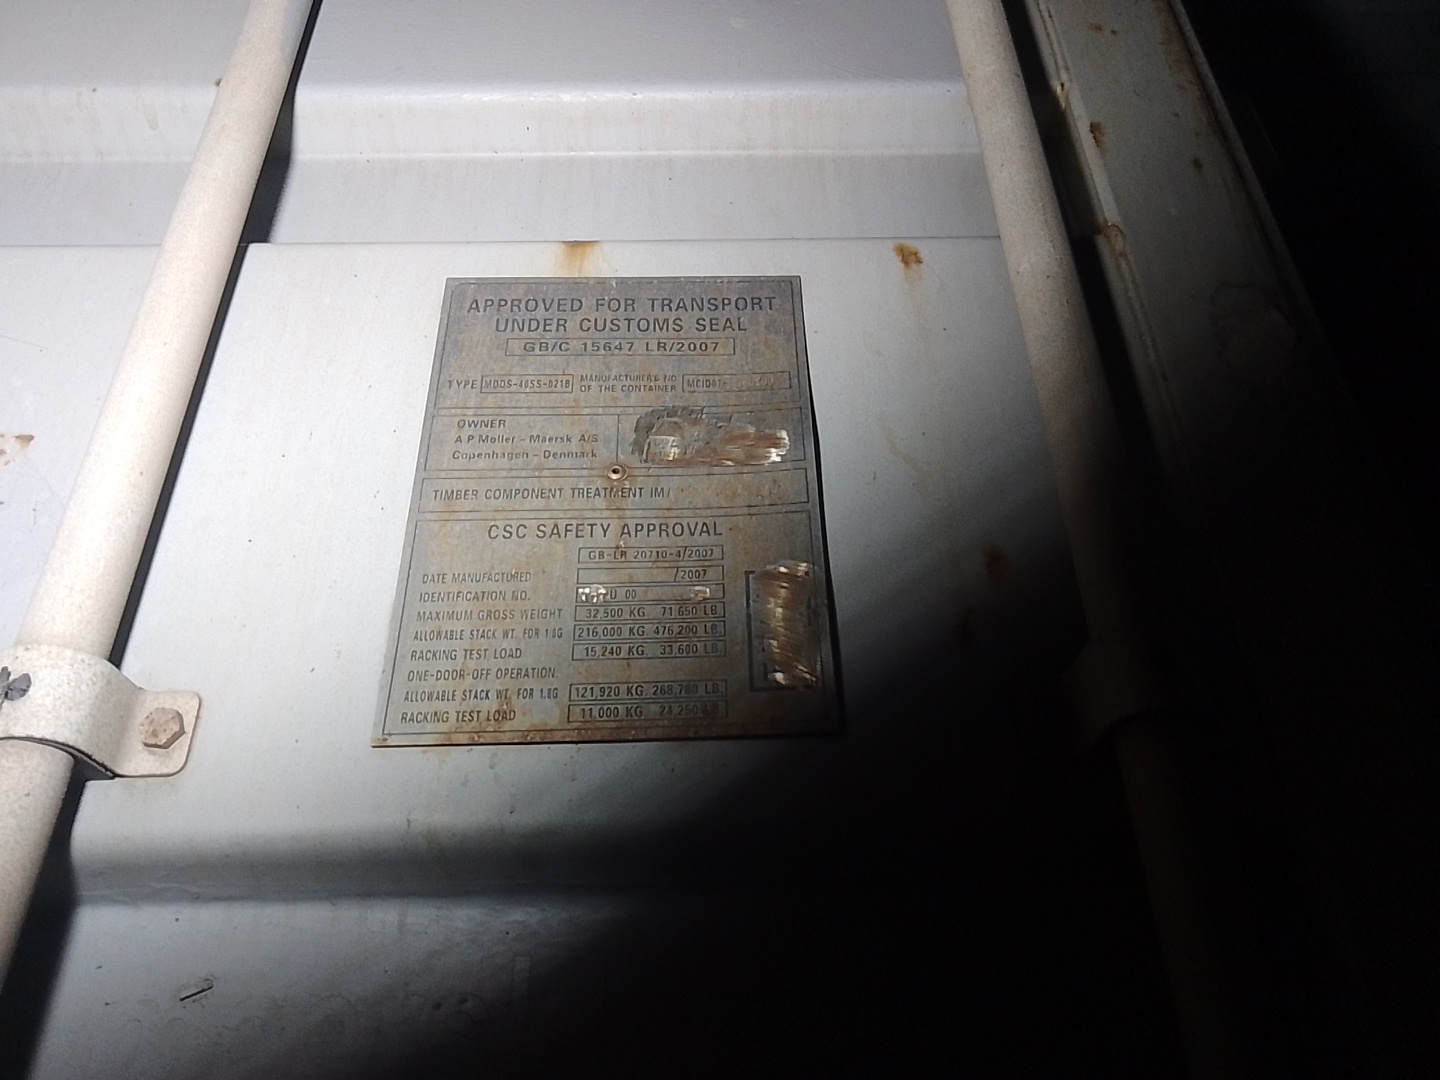 APPROVED FOR TRANSPORT
UNDER CUSTOMS SEAL
GB/C 15647 LR/2007
TYPE MDDS-40SS-021B MANUFACTURER'S NO
OF THE CONTAINER
OWNER
A P Moller - Maersk A/S
Copenhagen - Denmark
TIMBER COMPONENT TREATMENT IM/
CSC SAFETY APPROVAL
GB-LR 20710-4/2007
DATE MANUFACTURED /2007
IDENTIFICATION NO. U 00
MAXIMUM GROSS WEIGHT 32,500 KG. 71,650 LB.
ALLOWABLE STACK WT. FOR 1.8G 216,000 KG. 476,200 LB.
RACKING TEST LOAD 15,240 KG. 33,600 LB.
ONE-DOOR-OFF OPERATION.
ALLOWABLE STACK WT. FOR 1.8G 121,920 KG. 268,780 LB.
RACKING TEST LOAD 11,000 KG. 24,250